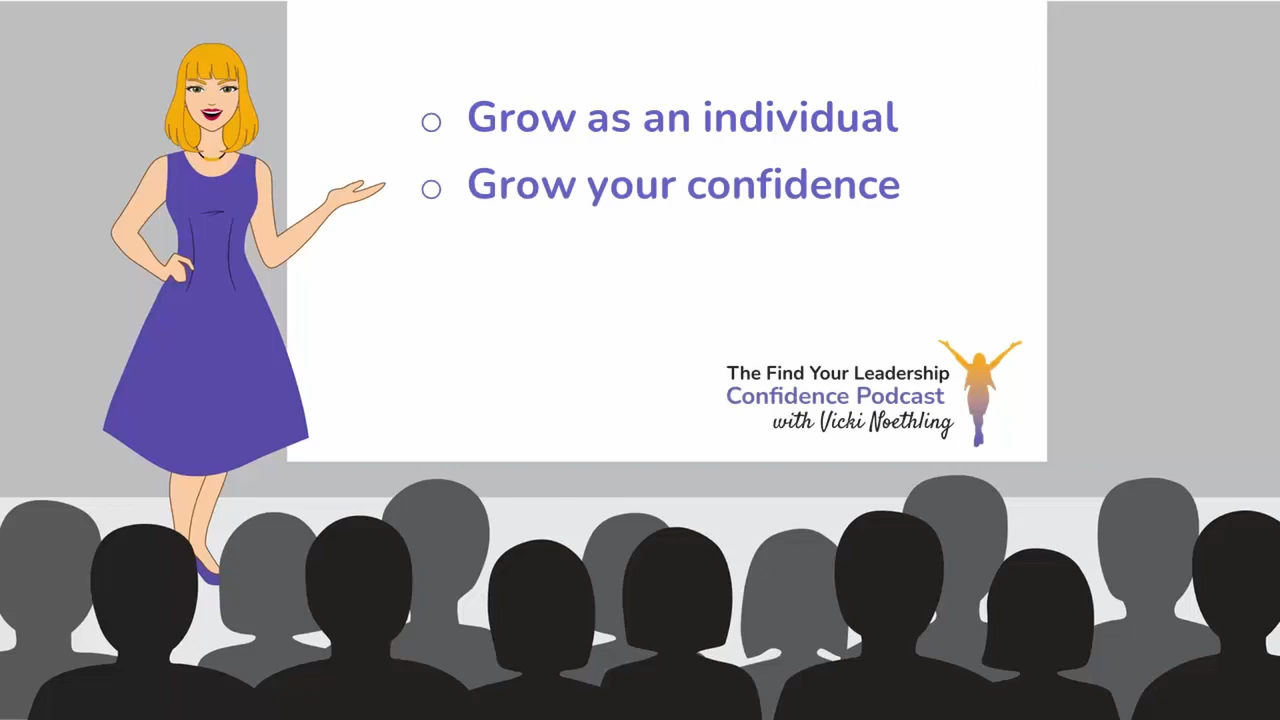 Grow as an individual
Grow your confidence
The Find Your Leadership
Confidence Podcast
with Vicki Noethling